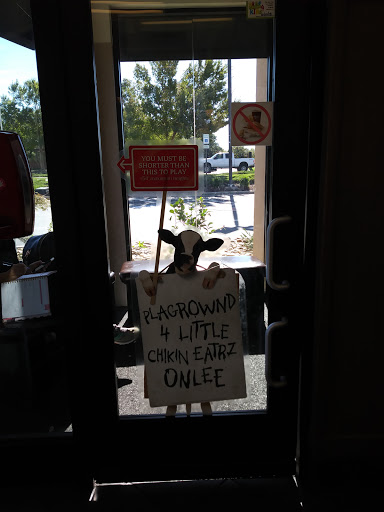 YOU MUST BE
SHORTER THAN
THIS TO PLAY
PLAGROWND
4 LITTLE
CHIKIN EATRZ
ONLEE